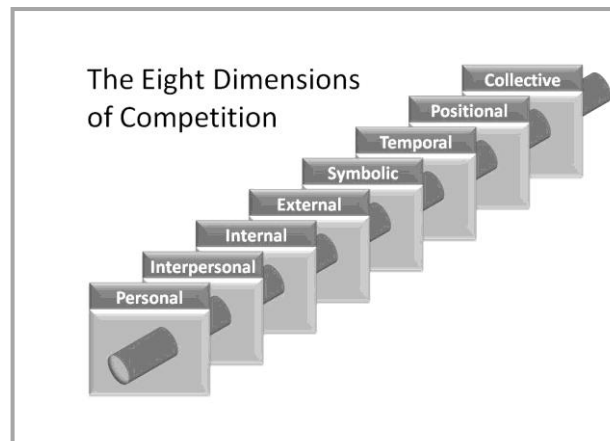 The Eight Dimensions
of Competition
Collective
Positional
Temporal
Symbolic
External
Internal
Interpersonal
Personal